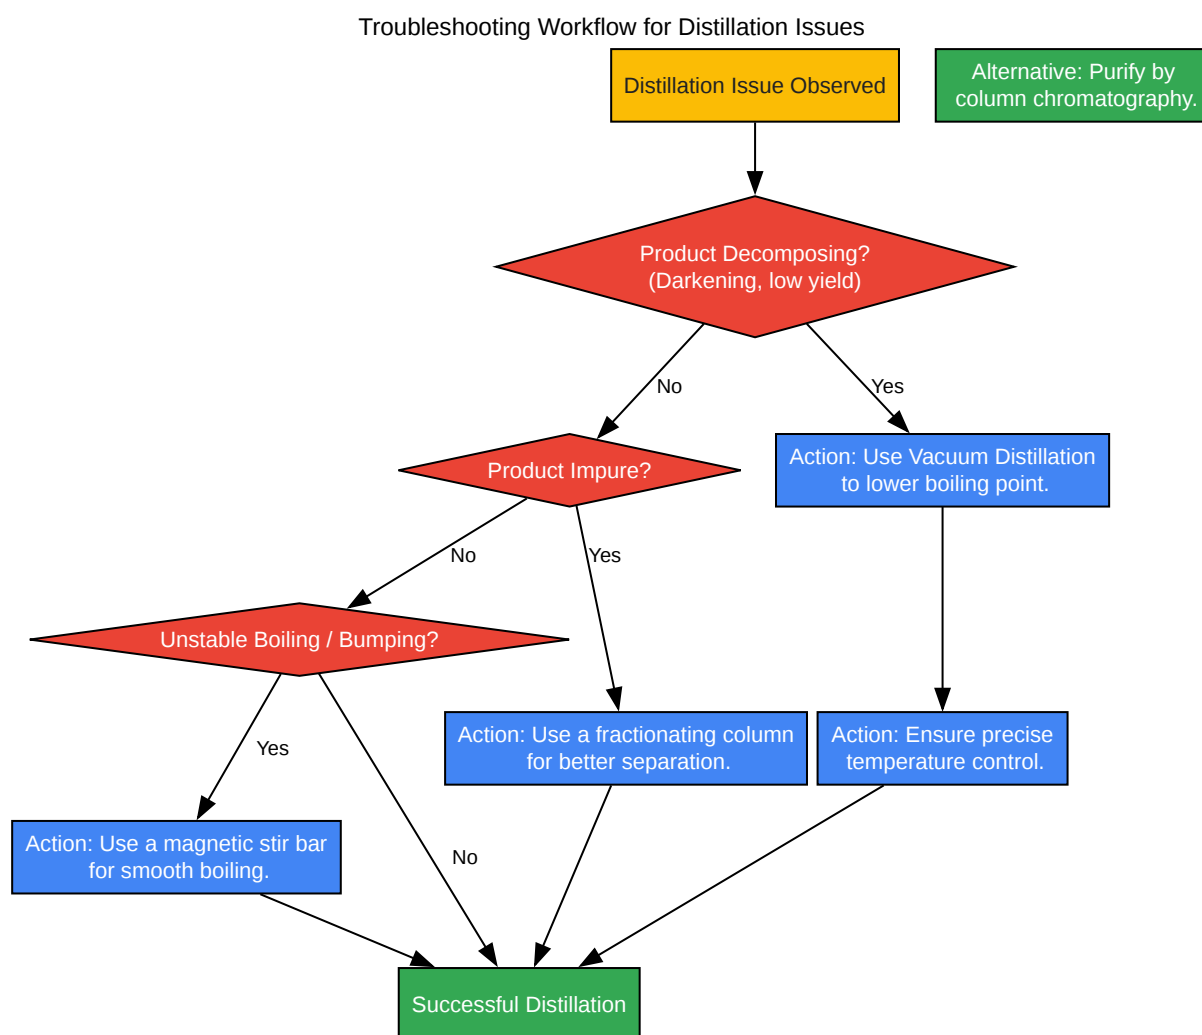 Troubleshooting Workflow for Distillation Issues
Distillation Issue Observed
Alternative: Purify by
column chromatography.
Product Decomposing?
(Darkening, low yield)
No
Yes
Product Impure?
Action: Use Vacuum Distillation
to lower boiling point.
No
Yes
Unstable Boiling / Bumping?
Action: Use a fractionating column
for better separation.
Action: Ensure precise
temperature control.
Yes
No
Action: Use a magnetic stir bar
for smooth boiling.
Successful Distillation